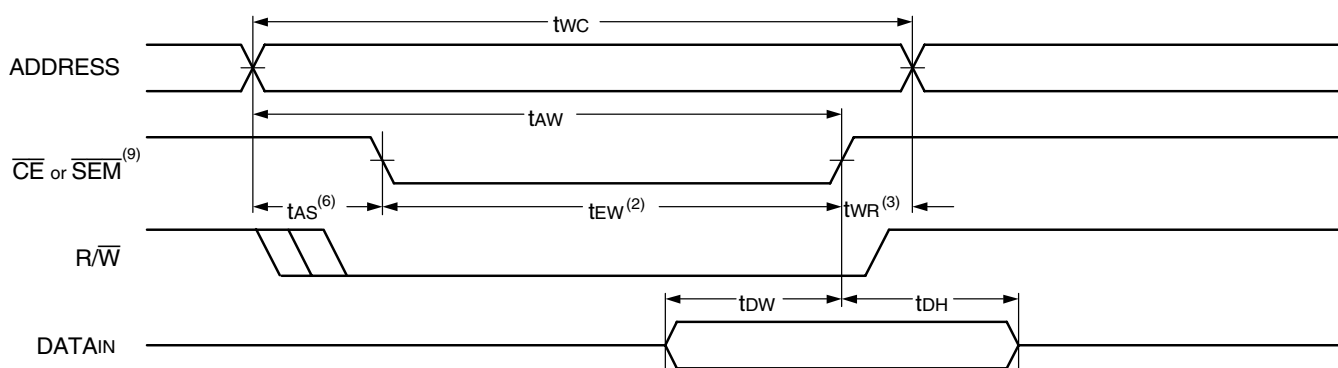 tWC
ADDRESS
tAW
CE or SEM(9)
tAS(6) tEW(2) tWR(3)
R/W
tDW tDH
DATAIN